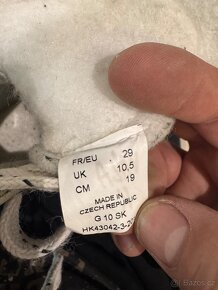 FR/EU 29
UK 10,5
CM 19
MADE IN
CZECH REPUBLIC
G 10 SK